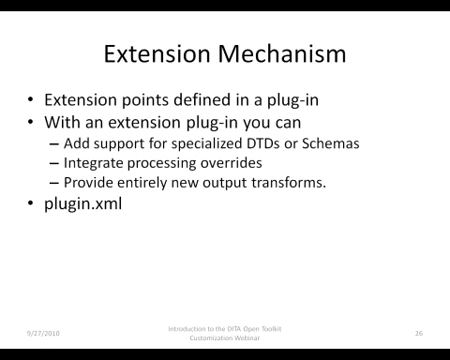 Extension Mechanism
• Extension points defined in a plug-in
• With an extension plug-in you can
– Add support for specialized DTDs or Schemas
– Integrate processing overrides
– Provide entirely new output transforms.
• plugin.xml
9/27/2010
Introduction to the DITA Open Toolkit
Customization Webinar
26